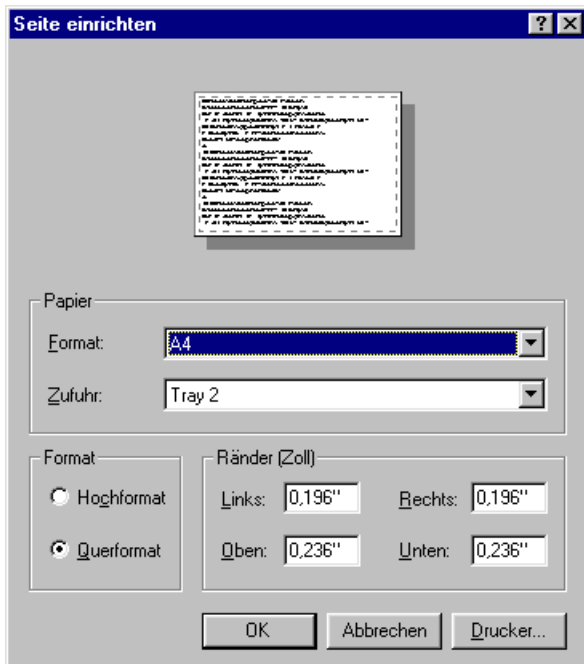 Seite einrichten
Papier
Format: A4
Zufuhr: Tray 2
Format
Hochformat
Querformat
Ränder (Zoll)
Links: 0,196" Rechts: 0,196"
Oben: 0,236" Unten: 0,236"
OK Abbrechen Drucker...